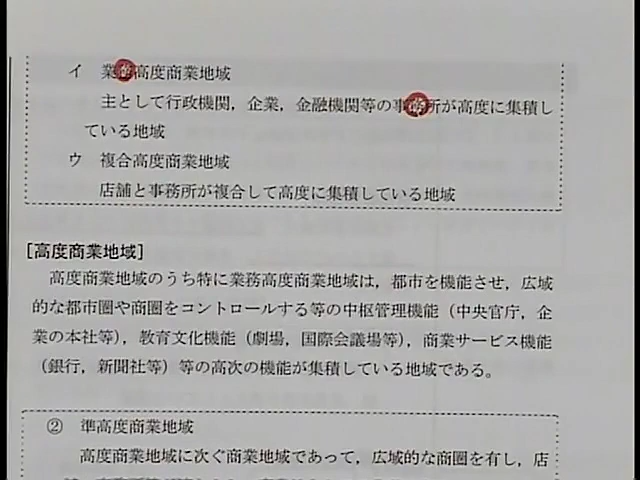 イ 業務高度商業地域
主として行政機関，企業，金融機関等の事務所が高度に集積し
ている地域
ウ 複合高度商業地域
店舗と事務所が複合して高度に集積している地域
［高度商業地域］
高度商業地域のうち特に業務高度商業地域は，都市を機能させ，広域
的な都市圏や商圏をコントロールする等の中枢管理機能（中央官庁，企
業の本社等），教育文化機能（劇場，国際会議場等），商業サービス機能
（銀行，新聞社等）等の高次の機能が集積している地域である。
② 準高度商業地域
高度商業地域に次ぐ商業地域であって，広域的な商圏を有し，店